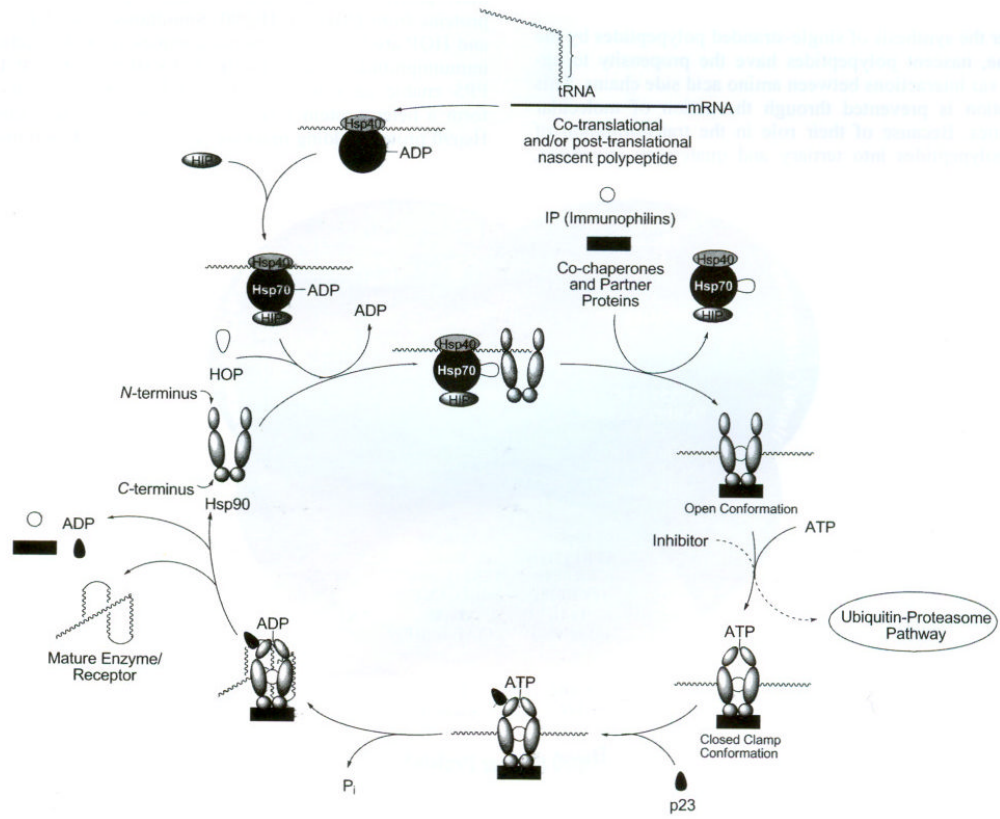 tRNA
mRNA
Co-translational
and/or post-translational
nascent polypeptide
Hsp40
ADP
HIP
IP (Immunophilins)
Co-chaperones
and Partner
Proteins
Hsp40
Hsp70
HIP
Hsp40
Hsp70
ADP
HIP
ADP
HOP
Hsp40
Hsp70
HIP
N-terminus
C-terminus
Hsp90
Open Conformation
ATP
Inhibitor
Ubiquitin-Proteasome
Pathway
ATP
Closed Clamp
Conformation
p23
ATP
Pi
ADP
ADP
Mature Enzyme/
Receptor